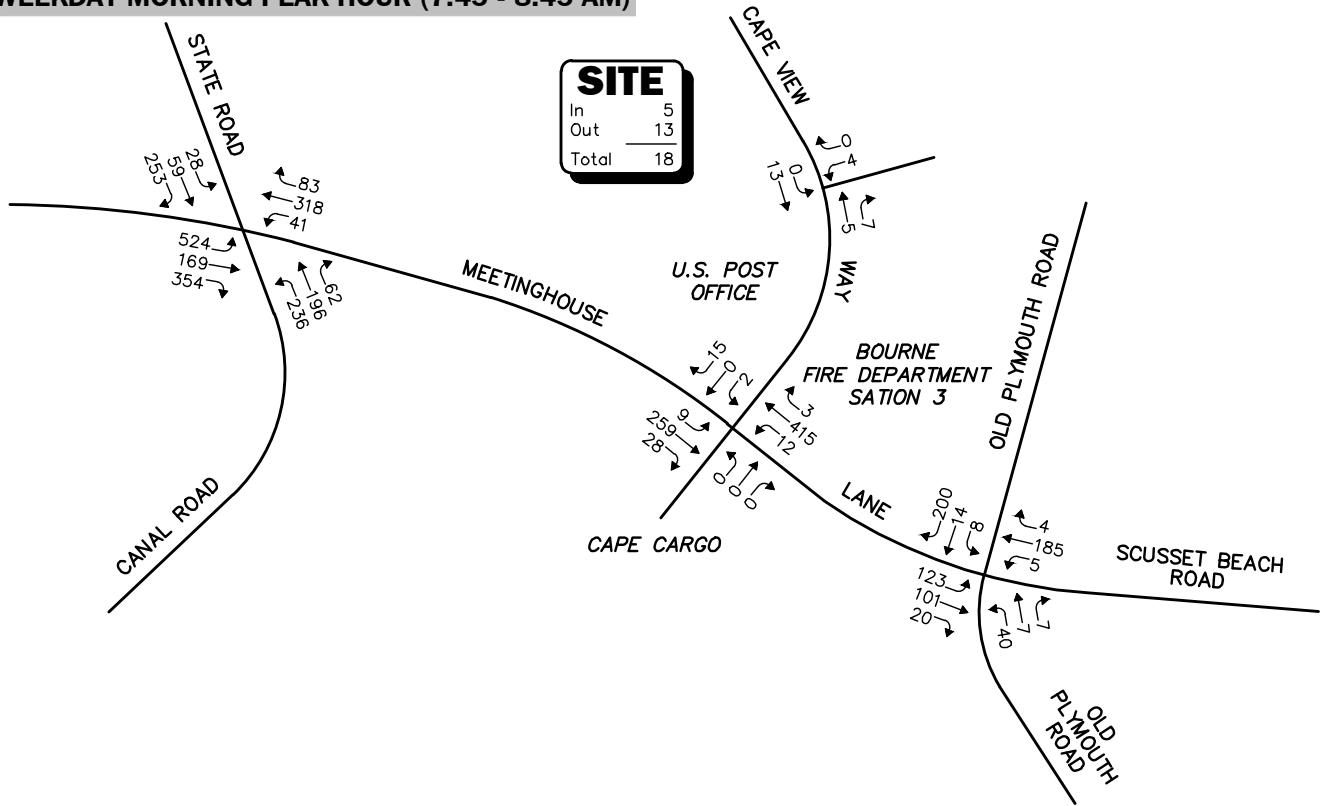 WEEKDAY MORNING PEAK HOUR (7:45 - 8:45 AM)
STATE ROAD
SITE
In 5
Out 13
Total 18
CAPE VIEW
WAY
0
4
13
0
5
7
253
59
28
83
318
41
524
169
354
236
196
62
MEETINGHOUSE
U.S. POST
OFFICE
BOURNE
FIRE DEPARTMENT
SATION 3
OLD PLYMOUTH ROAD
15
0
2
3
415
12
9
259
28
0
0
0
CANAL ROAD
CAPE CARGO
LANE
200
14
8
4
185
5
123
101
20
40
7
7
SCUSSET BEACH
ROAD
OLD
PLYMOUTH
ROAD